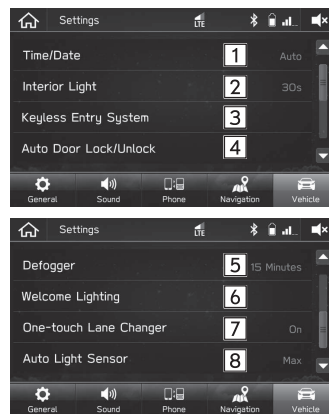 Settings
LTE
Time/Date 1 Auto
Interior Light 2 30s
Keyless Entry System 3
Auto Door Lock/Unlock 4
General Sound Phone Navigation Vehicle
Settings
LTE
Defogger 5 15 Minutes
Welcome Lighting 6
One-touch Lane Changer 7 On
Auto Light Sensor 8 Max
General Sound Phone Navigation Vehicle